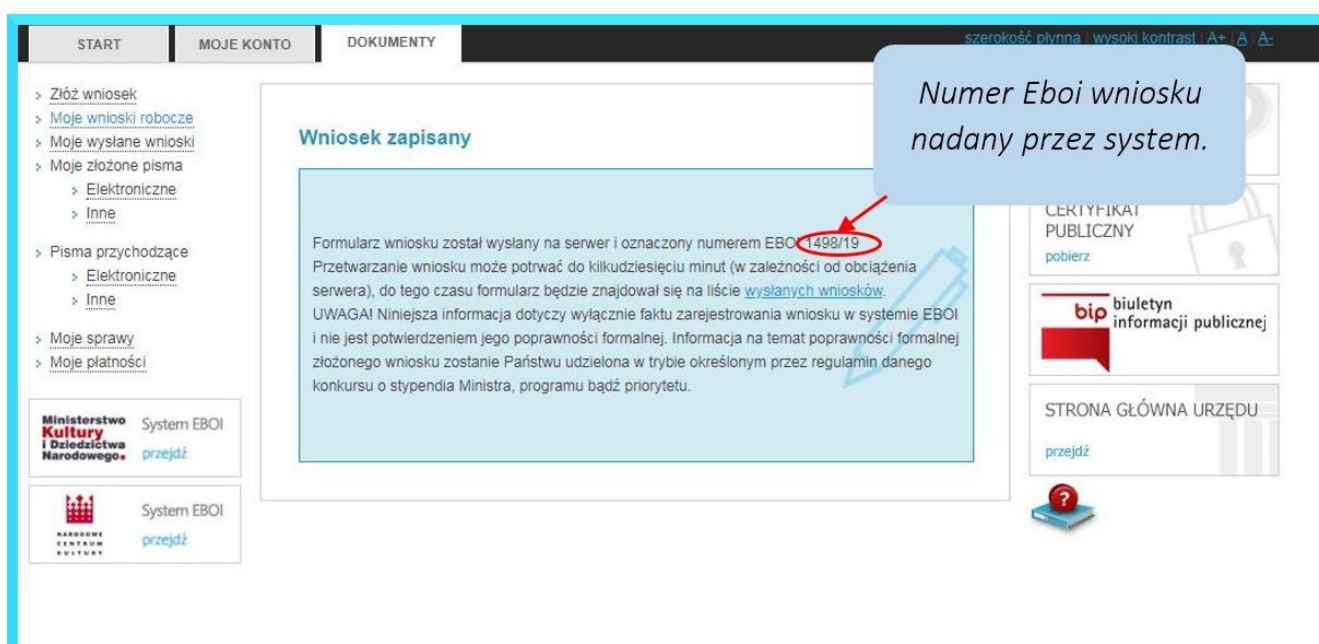 START
MOJE KONTO
DOKUMENTY
szerokość płynna | wysoki kontrast | A+ | A | A-
Złóż wniosek
Moje wnioski robocze
Moje wysłane wnioski
Moje złożone pisma
Elektroniczne
Inne
Pisma przychodzące
Elektroniczne
Inne
Moje sprawy
Moje płatności
Ministerstwo
Kultury
i Dziedzictwa
Narodowego.
System EBOI
przejdź
NARODOWE
CENTRUM
KULTURY
System EBOI
przejdź
Wniosek zapisany
Formularz wniosku został wysłany na serwer i oznaczony numerem EBOI 1498/19
Przetwarzanie wniosku może potrwać do kilkudziesięciu minut (w zależności od obciążenia
serwera), do tego czasu formularz będzie znajdował się na liście wysłanych wniosków.
UWAGA! Niniejsza informacja dotyczy wyłącznie faktu zarejestrowania wniosku w systemie EBOI
i nie jest potwierdzeniem jego poprawności formalnej. Informacja na temat poprawności formalnej
złożonego wniosku zostanie Państwu udzielona w trybie określonym przez regulamin danego
konkursu o stypendia Ministra, programu bądź priorytetu.
Numer Eboi wniosku
nadany przez system.
CERTYFIKAT
PUBLICZNY
pobierz
bip biuletyn
informacji publicznej
STRONA GŁÓWNA URZĘDU
przejdź
?